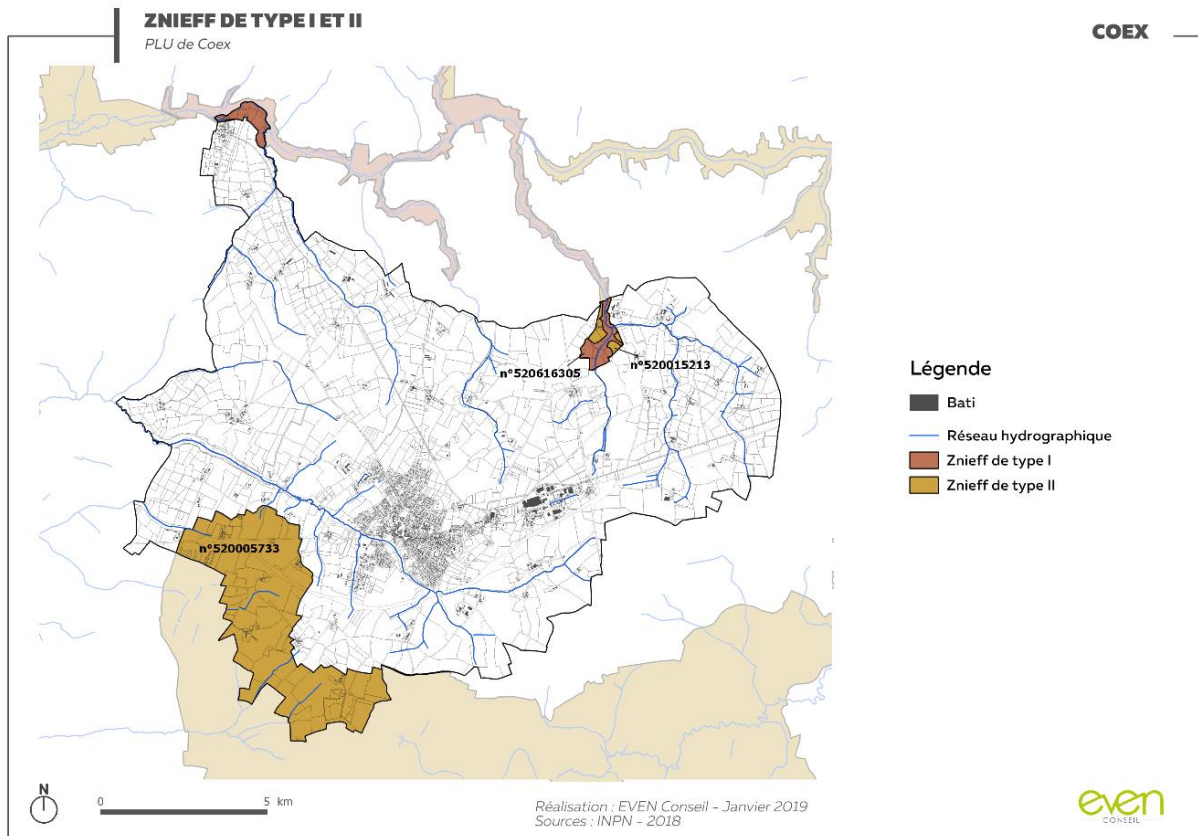 ZNIEFF DE TYPE I ET II
PLU de Coex
COEX
n°520616305
n°520015213
n°520005733
Légende
Bati
Réseau hydrographique
Znieff de type I
Znieff de type II
N
0 5 km
Réalisation : EVEN Conseil - Janvier 2019
Sources : INPN - 2018
even
CONSEIL